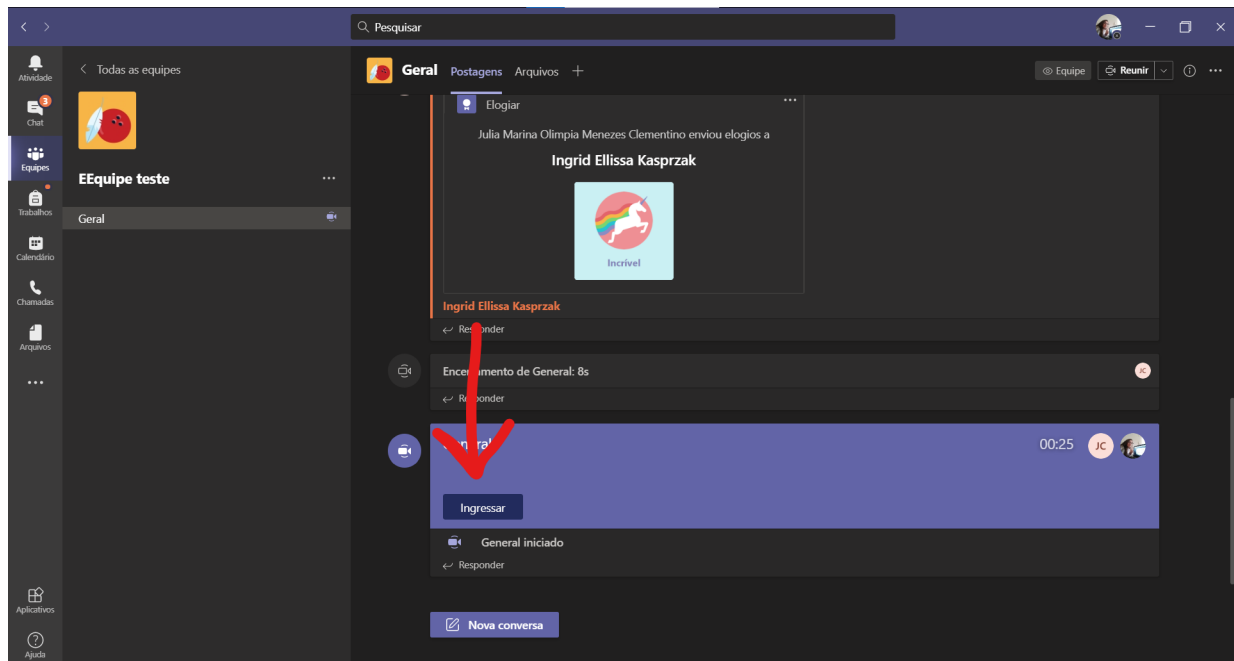 Pesquisar
Atividade
Chat
3
Equipes
Trabalhos
Calendário
Chamadas
Arquivos
Aplicativos
Ajuda
Todas as equipes
EEquipe teste
Geral
Geral Postagens Arquivos
Equipe Reunir
Elogiar
Julia Marina Olimpia Menezes Clementino enviou elogios a
Ingrid Ellissa Kasprzak
Incrível
Ingrid Ellissa Kasprzak
Responder
Encerramento de General: 8s
JC
Responder
General
00:25 JC
Ingressar
General iniciado
Responder
Nova conversa